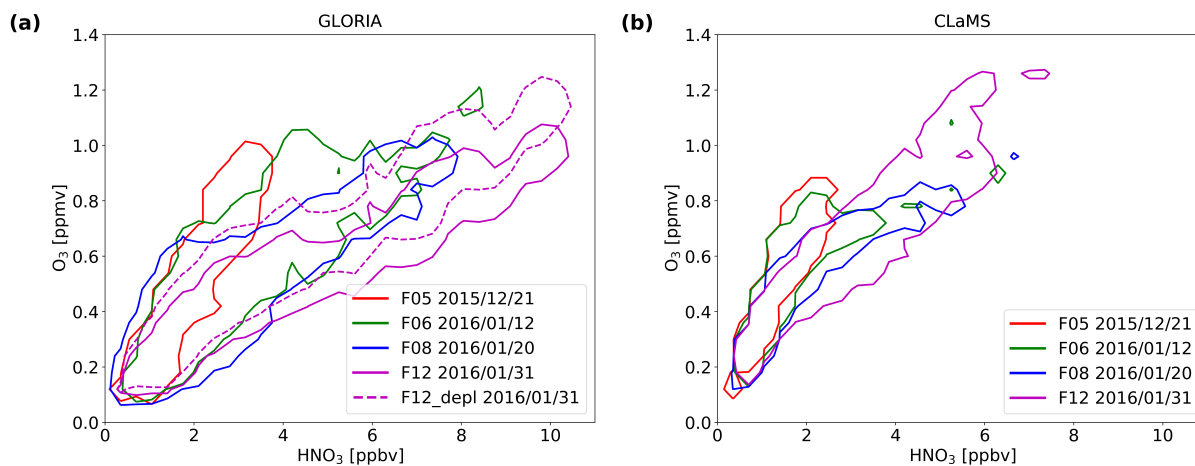 (a)
GLORIA
O3 [ppmv]
1.4
1.2
1.0
0.8
0.6
0.4
0.2
0.0
0 2 4 6 8 10
HNO3 [ppbv]
F05 2015/12/21
F06 2016/01/12
F08 2016/01/20
F12 2016/01/31
F12_depl 2016/01/31
(b)
CLaMS
1.4
1.2
1.0
0.8
0.6
0.4
0.2
0.0
0 2 4 6 8 10
HNO3 [ppbv]
O3 [ppmv]
F05 2015/12/21
F06 2016/01/12
F08 2016/01/20
F12 2016/01/31